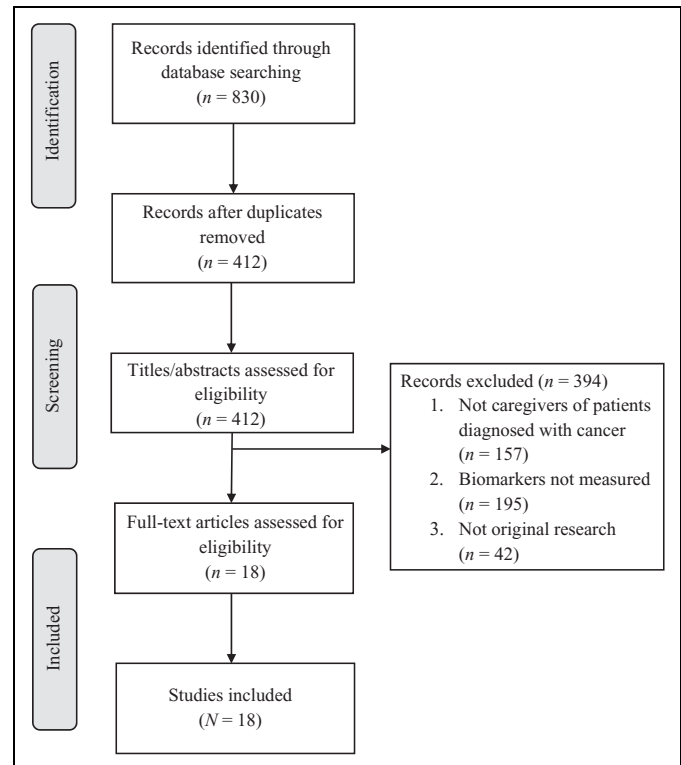 Identification
Records identified through
database searching
(n = 830)
Records after duplicates
removed
(n = 412)
Screening
Titles/abstracts assessed for
eligibility
(n = 412)
Records excluded (n = 394)
1. Not caregivers of patients
diagnosed with cancer
(n = 157)
2. Biomarkers not measured
(n = 195)
3. Not original research
(n = 42)
Full-text articles assessed for
eligibility
(n = 18)
Included
Studies included
(N = 18)